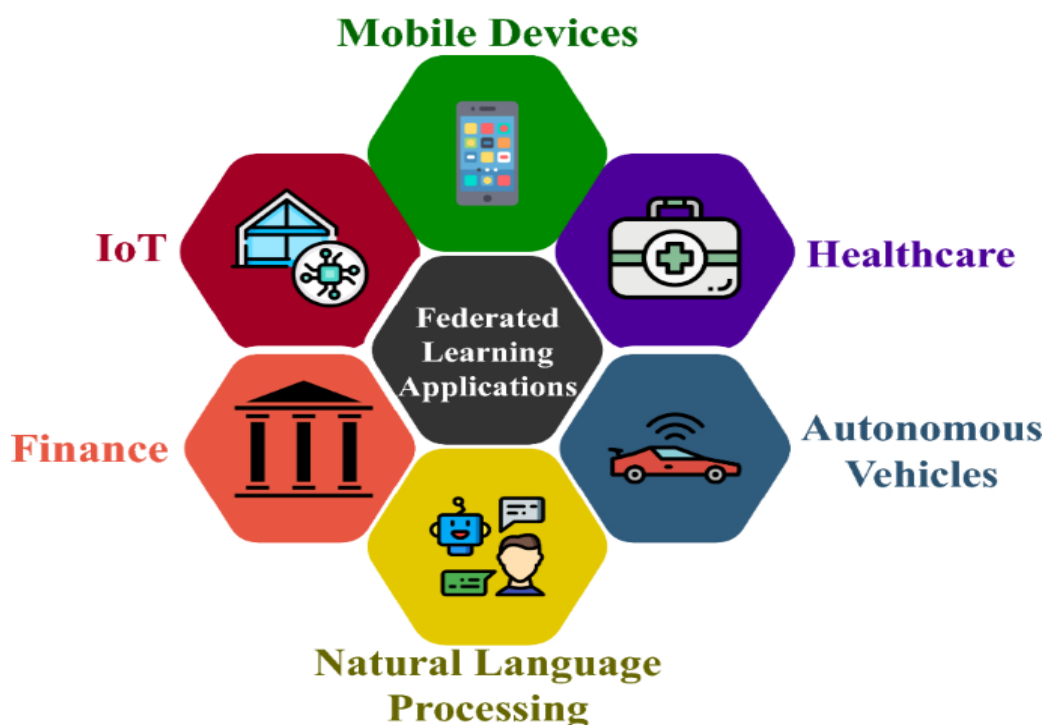 Mobile Devices
IoT
Healthcare
Federated
Learning
Applications
Finance
Autonomous
Vehicles
Natural Language
Processing